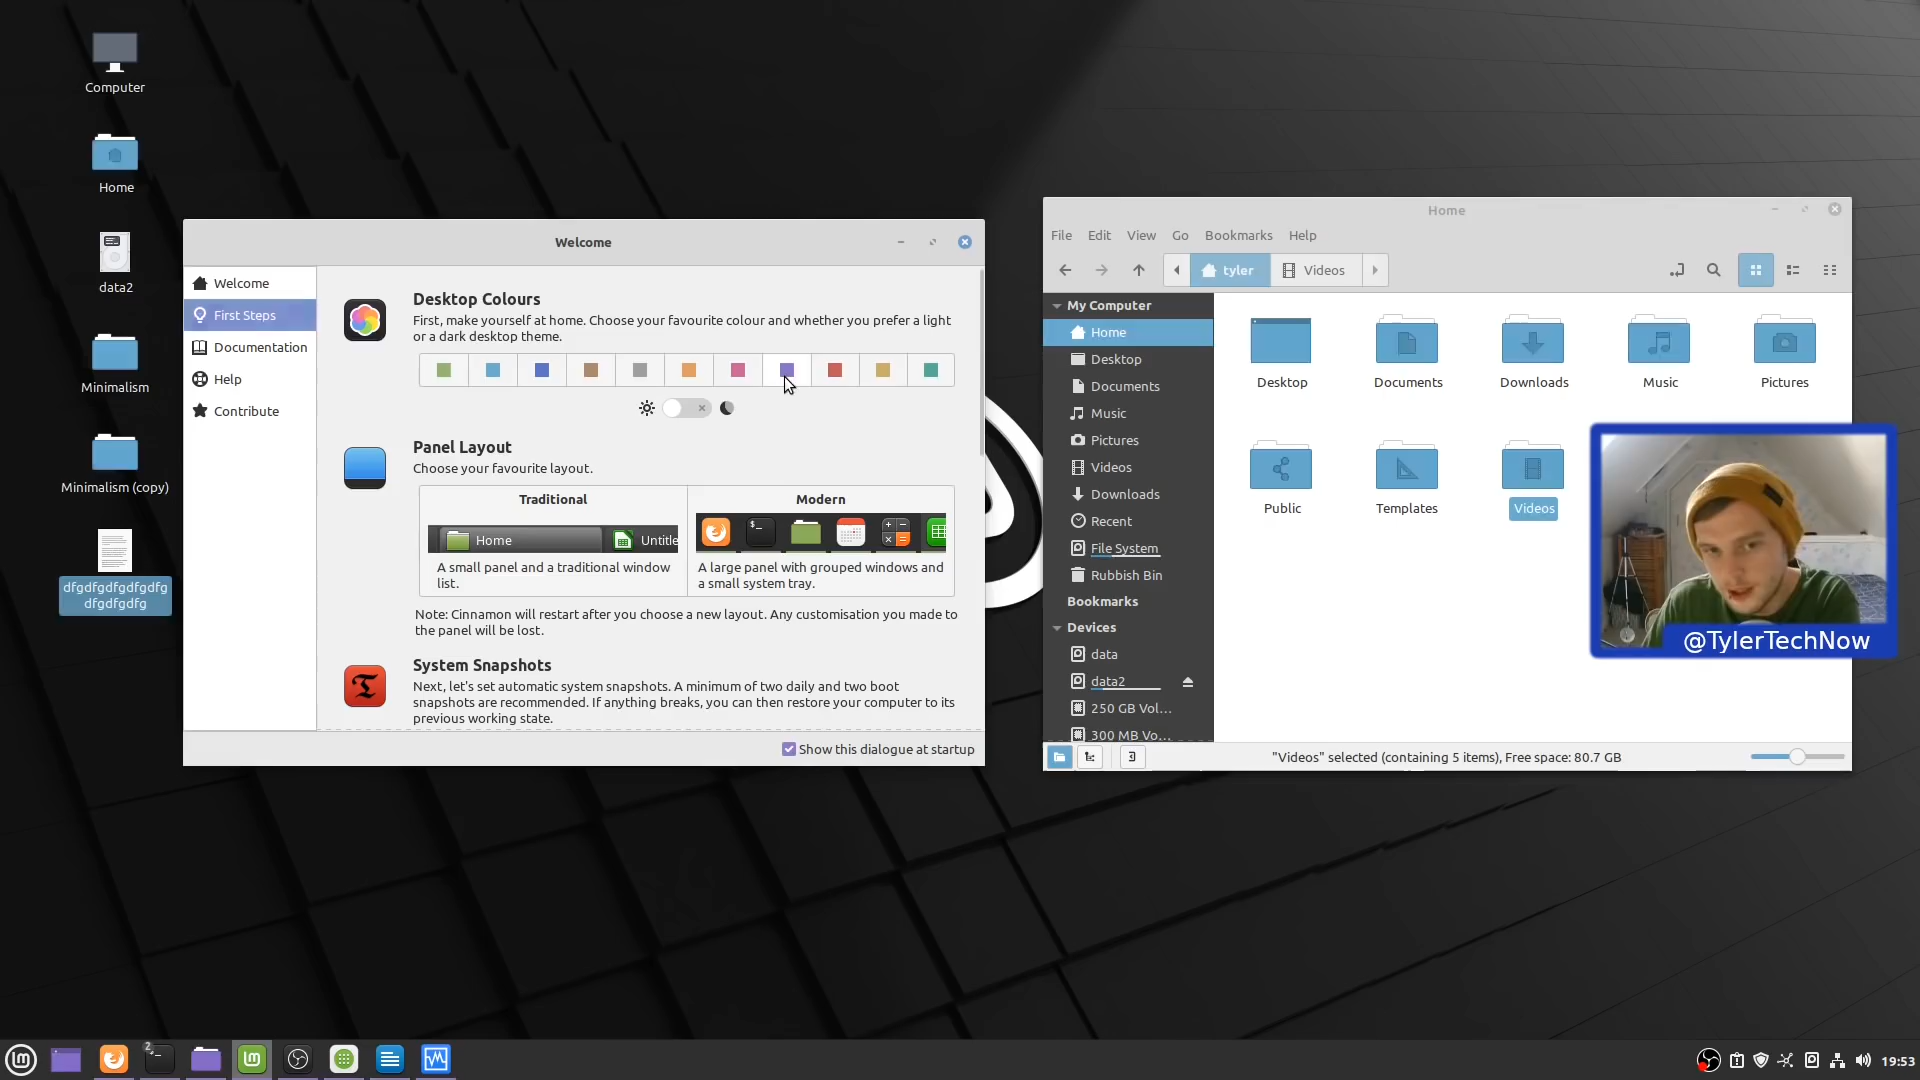 Computer
Home
data2
Minimalism
Minimalism (copy)
dfgdfgdfgdfgdfg
dfgdfgdfg
Welcome
Welcome
First Steps
Documentation
Help
Contribute
Desktop Colours
First, make yourself at home. Choose your favourite colour and whether you prefer a light
or a dark desktop theme.
Panel Layout
Choose your favourite layout.
Traditional
Modern
Home
Untitle
A small panel and a traditional window
list.
A large panel with grouped windows and
a small system tray.
Note: Cinnamon will restart after you choose a new layout. Any customisation you made to
the panel will be lost.
System Snapshots
Next, let's set automatic system snapshots. A minimum of two daily and two boot
snapshots are recommended. If anything breaks, you can then restore your computer to its
previous working state.
Show this dialogue at startup
Home
File Edit View Go Bookmarks Help
tyler
Videos
My Computer
Home
Desktop
Documents
Music
Pictures
Videos
Downloads
Recent
File System
Rubbish Bin
Bookmarks
Devices
data
data2
250 GB Vol...
300 MB Vo...
Desktop
Documents
Downloads
Music
Pictures
Public
Templates
Videos
"Videos" selected (containing 5 items), Free space: 80.7 GB
@TylerTechNow
2
19:53